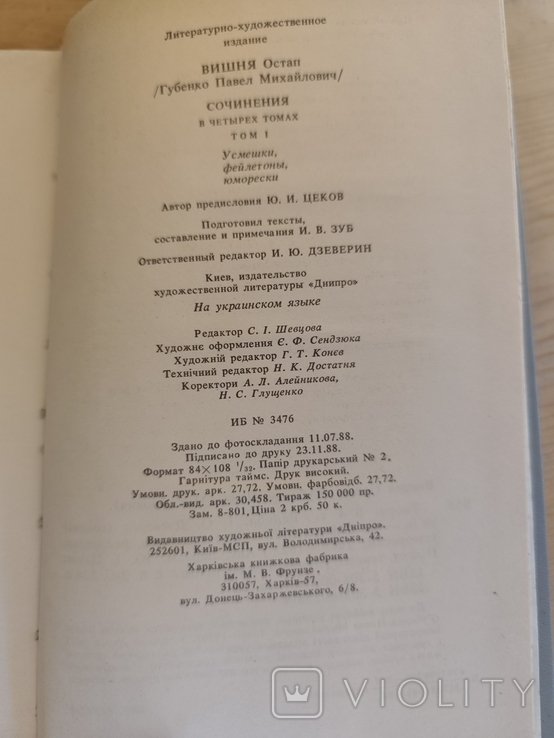 Литературно-художественное
издание
ВИШНЯ Остап
/Губенко Павел Михайлович/
СОЧИНЕНИЯ
В ЧЕТЫРЕХ ТОМАХ
ТОМ 1
Усмешки,
фейлетоны,
юморески
Автор предисловия Ю. И. ЦЕКОВ
Подготовил тексты,
составление и примечания И. В. ЗУБ
Ответственный редактор И. Ю. ДЗЕВЕРИН
Киев, издательство
художественной литературы «Дніпро»
На украинском языке
Редактор С. І. Шевцова
Художнє оформлення Є. Ф. Сендзюка
Художній редактор Г. Т. Конєв
Технічний редактор Н. К. Достатня
Коректори А. Л. Алейникова,
Н. С. Глущенко
ИБ № 3476
Здано до фотоскладання 11.07.88.
Підписано до друку 23.11.88.
Формат 84×108 1/32. Папір друкарський № 2,
Гарнітура таймс. Друк високий.
Умовн. друк. арк. 27,72. Умовн. фарбовідб. 27,72.
Обл.-вид. арк. 30,458. Тираж 150 000 пр.
Зам. 8-801, Ціна 2 крб. 50 к.
Видавництво художньої літератури «Дніпро».
252601, Київ-МСП, вул. Володимирська, 42.
Харківська книжкова фабрика
ім. М. В. Фрунзе,
310057, Харків-57,
вул. Донець-Захаржевського, 6/8.
VIOLITY